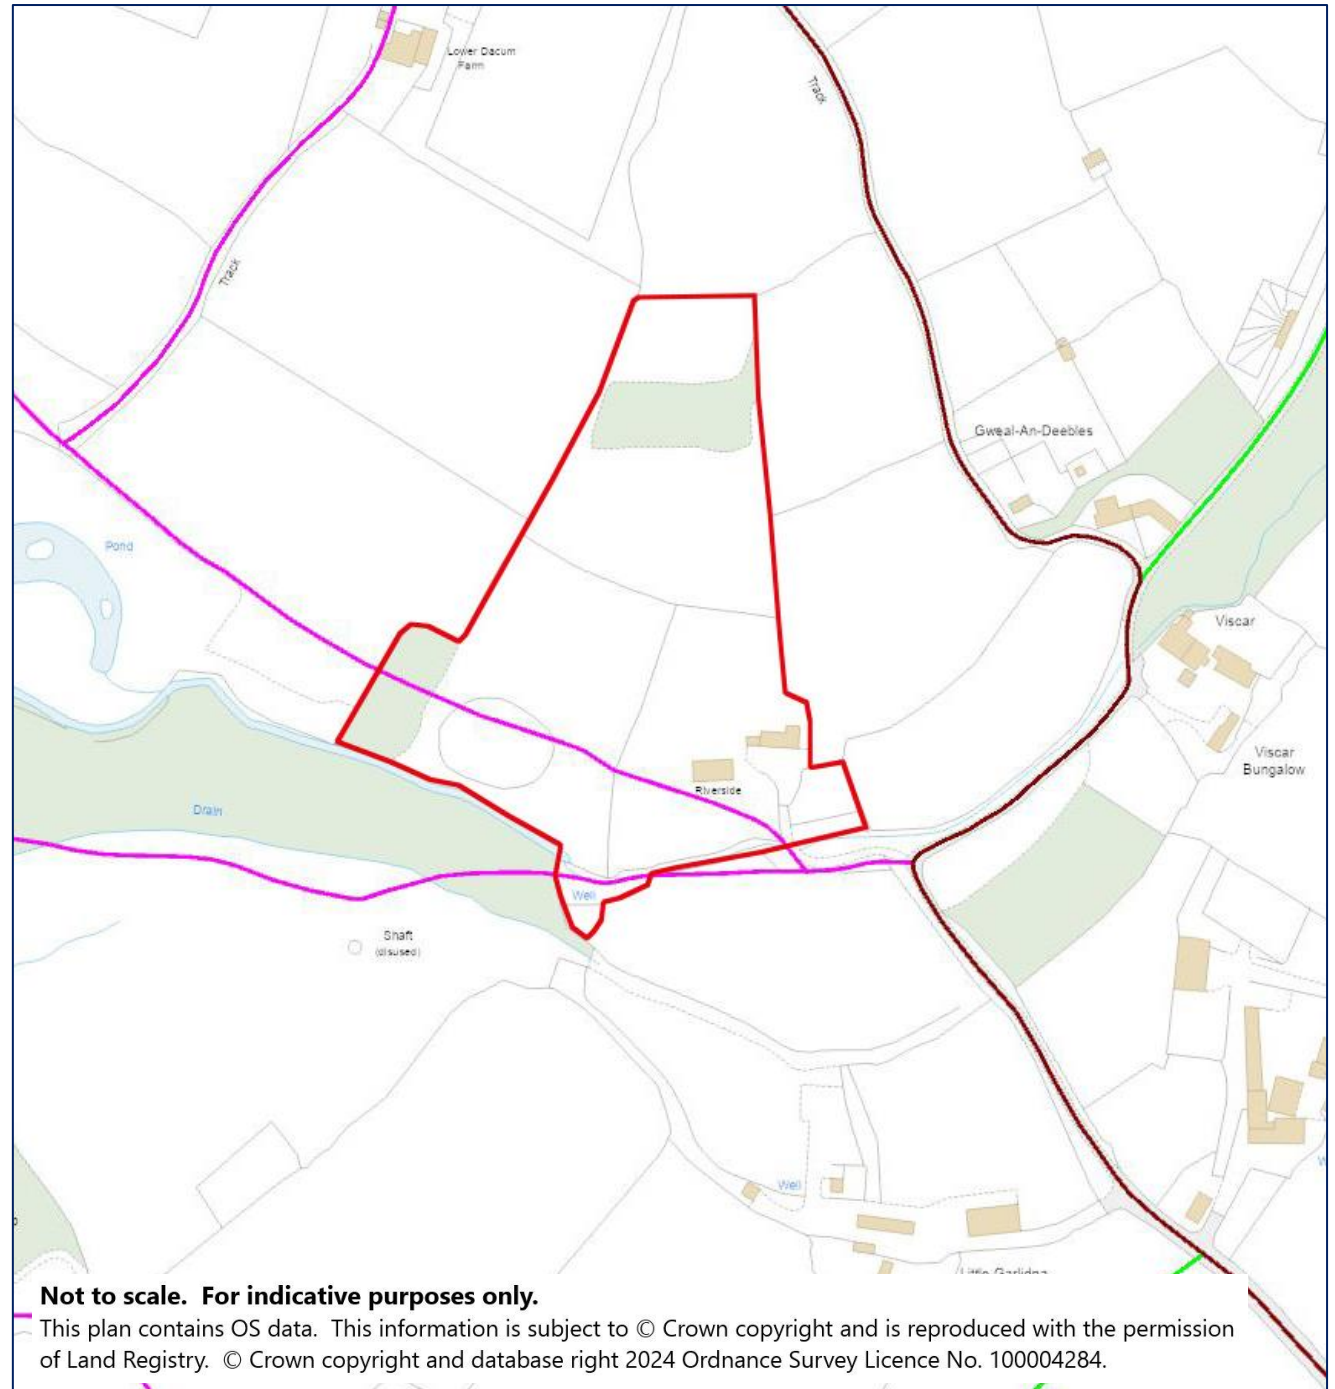 Lower Dacum
Farm
Track
Track
Gweal-An-Deebles
Pond
Viscar
Viscar
Bungalow
Riverside
Drain
Well
Shaft
(disused)
Well
Not to scale.  For indicative purposes only.
This plan contains OS data.  This information is subject to © Crown copyright and is reproduced with the permission
of Land Registry.  © Crown copyright and database right 2024 Ordnance Survey Licence No. 100004284.